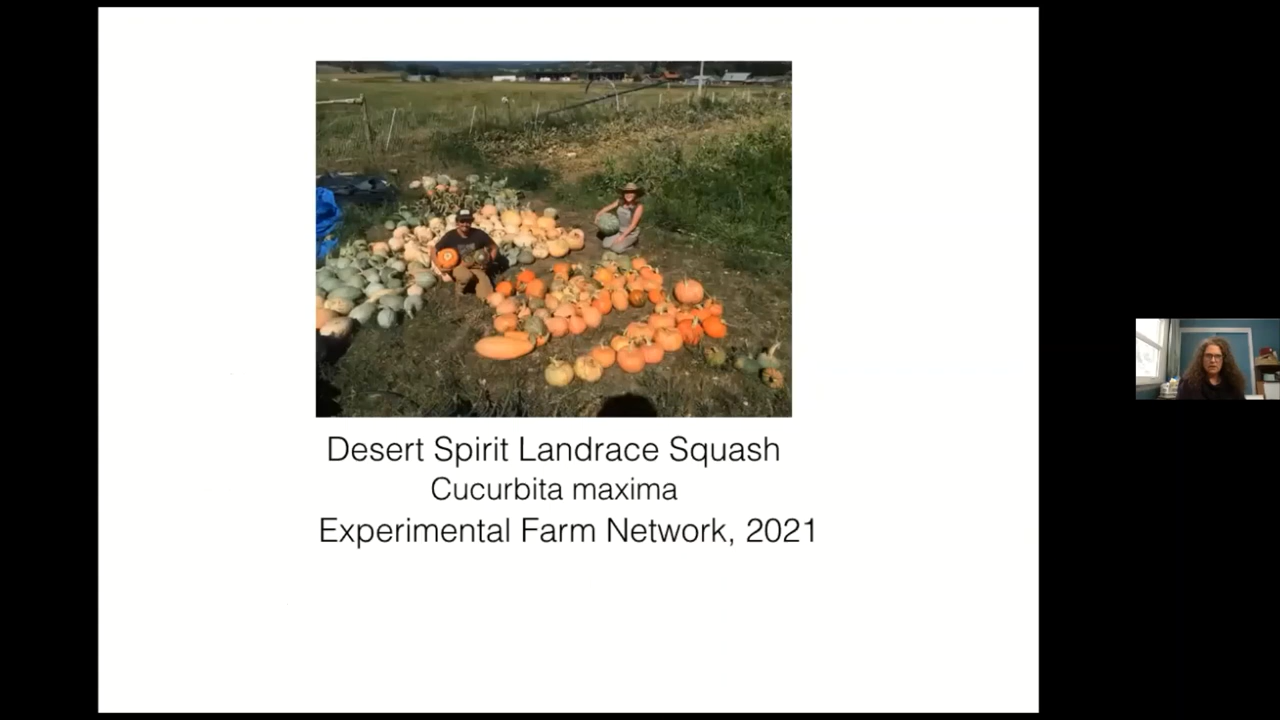 Desert Spirit Landrace Squash
Cucurbita maxima
Experimental Farm Network, 2021